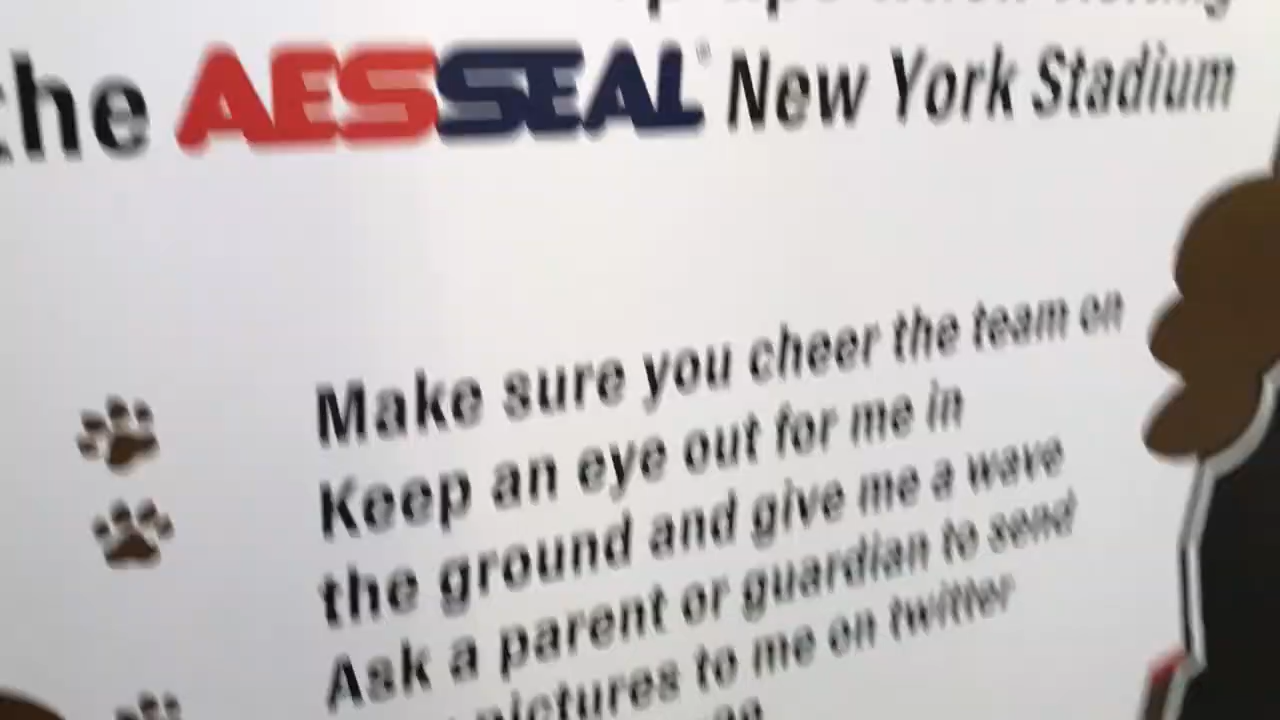 the AESSEAL® New York Stadium
Make sure you cheer the team on
Keep an eye out for me in
the ground and give me a wave
Ask a parent or guardian to send
pictures to me on twitter